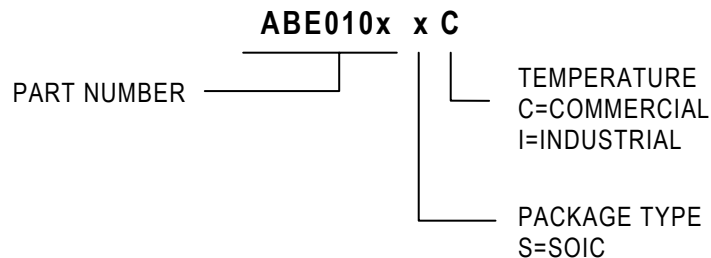 ABE010x x C
PART NUMBER
TEMPERATURE
C=COMMERCIAL
I=INDUSTRIAL
PACKAGE TYPE
S=SOIC